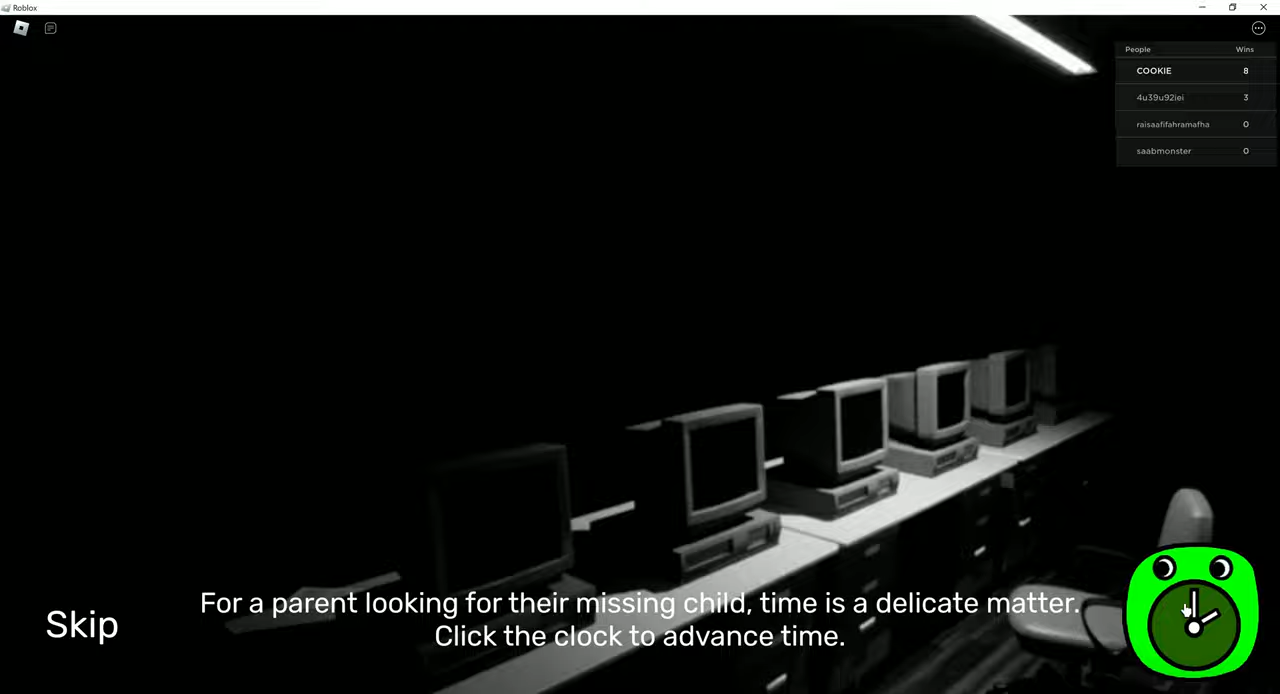 Roblox
People Wins
COOKIE 8
4u39u92iei 3
raisaafifahramafha 0
saabmonster 0
For a parent looking for their missing child, time is a delicate matter.
Click the clock to advance time.
Skip